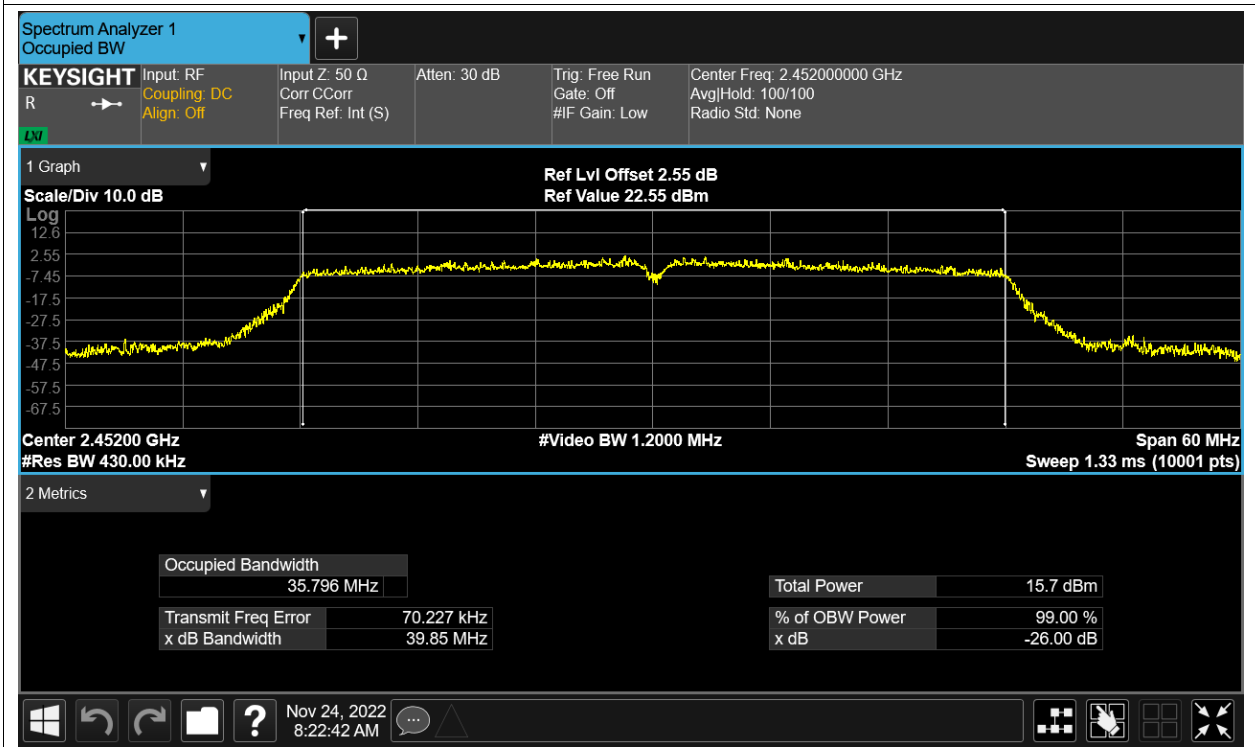 Spectrum Analyzer 1
Occupied BW
KEYSIGHT
R
LXI
Input: RF
Coupling: DC
Align: Off
Input Z: 50 Ω
Corr CCorr
Freq Ref: Int (S)
Atten: 30 dB
Trig: Free Run
Gate: Off
#IF Gain: Low
Center Freq: 2.452000000 GHz
Avg|Hold: 100/100
Radio Std: None
1 Graph
Scale/Div 10.0 dB
Ref Lvl Offset 2.55 dB
Ref Value 22.55 dBm
Log
12.6
2.55
-7.45
-17.5
-27.5
-37.5
-47.5
-57.5
-67.5
Center 2.45200 GHz
#Video BW 1.2000 MHz
Span 60 MHz
#Res BW 430.00 kHz
Sweep 1.33 ms (10001 pts)
2 Metrics
Occupied Bandwidth
35.796 MHz
Total Power 15.7 dBm
Transmit Freq Error 70.227 kHz
% of OBW Power 99.00 %
x dB Bandwidth 39.85 MHz
x dB -26.00 dB
?
Nov 24, 2022
8:22:42 AM